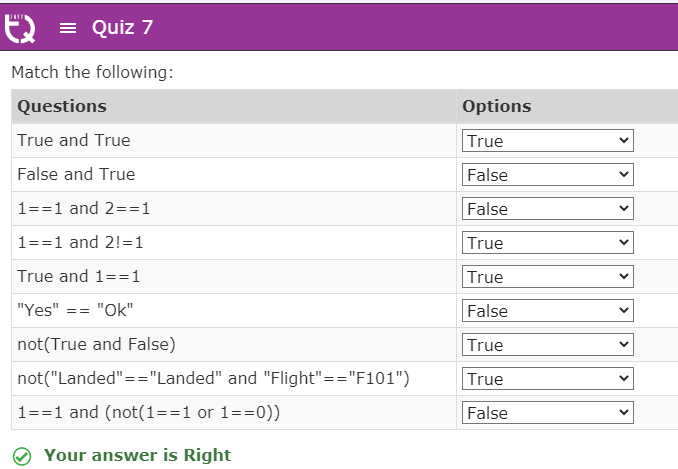 Quiz 7
Match the following:
Questions Options
True and True True
False and True False
1==1 and 2==1 False
1==1 and 2!=1 True
True and 1==1 True
"Yes" == "Ok" False
not(True and False) True
not("Landed"=="Landed" and "Flight"=="F101") True
1==1 and (not(1==1 or 1==0)) False
Your answer is Right